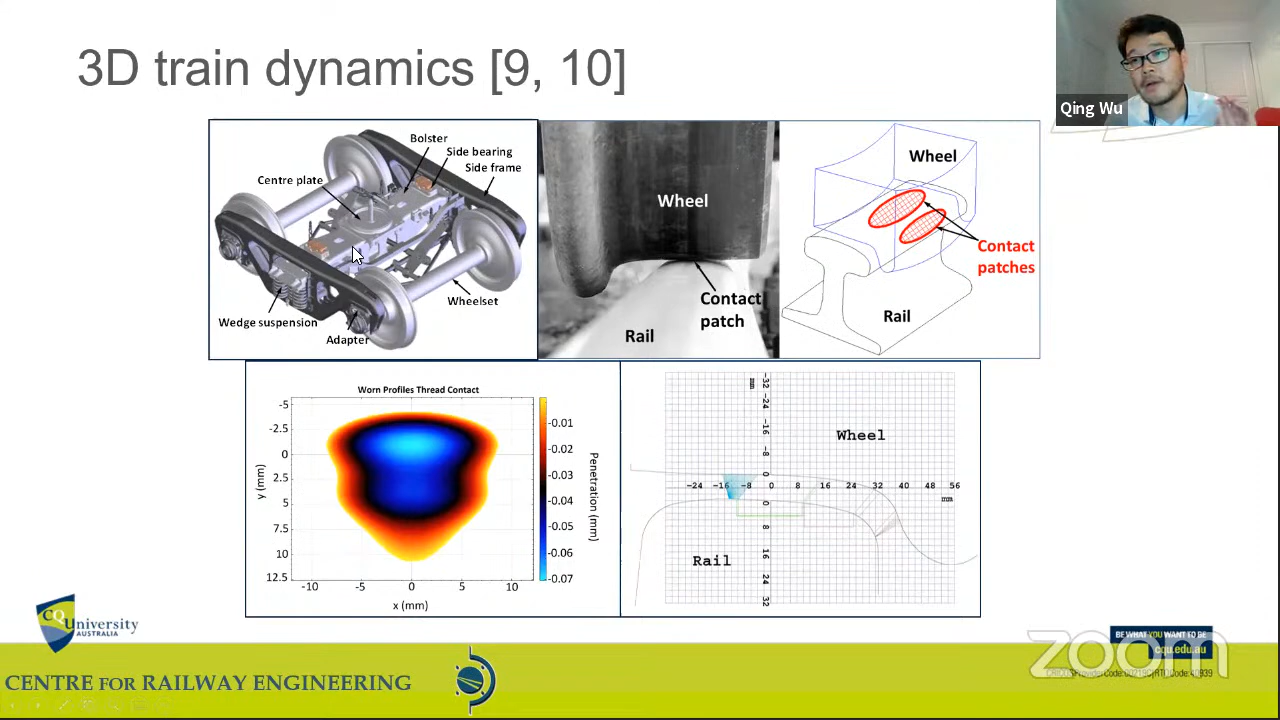 3D train dynamics [9, 10]
Qing Wu
Bolster
Side bearing
Side frame
Centre plate
Wheelset
Wedge suspension
Adapter
Wheel
Contact
patch
Rail
Wheel
Contact
patches
Rail
Worn Profiles Thread Contact
-5
-2.5
0
2.5
5
7.5
10
12.5
y (mm)
-10
-5
0
5
10
x (mm)
-0.01
-0.02
-0.03
-0.04
-0.05
-0.06
-0.07
Penetration (mm)
mm
-32
-24
-16
-8
0
Wheel
-24 -16 -8 0 8 16 24 32 40 48 56
mm
0
8
16
24
32
Rail
CQUniversity
AUSTRALIA
BE WHAT YOU WANT TO BE
cqu.edu.au
zoom
CENTRE FOR RAILWAY ENGINEERING